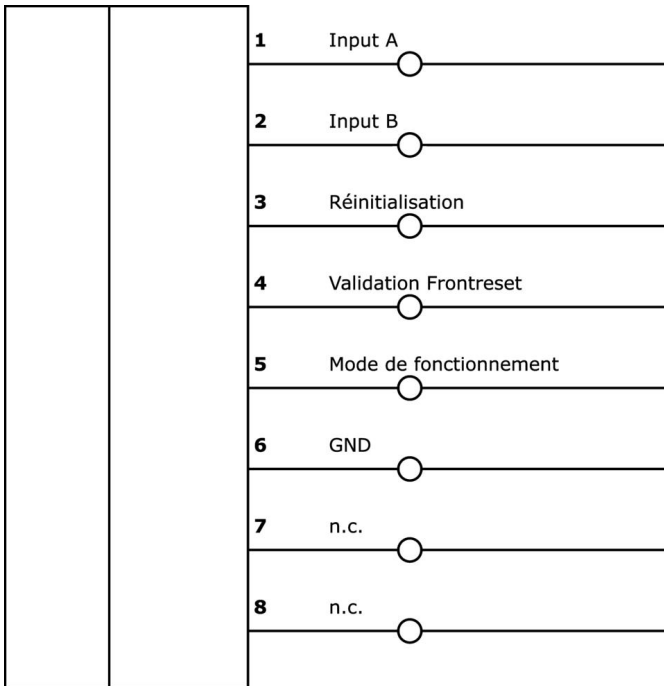 1 Input A
2 Input B
3 Réinitialisation
4 Validation Frontreset
5 Mode de fonctionnement
6 GND
7 n.c.
8 n.c.